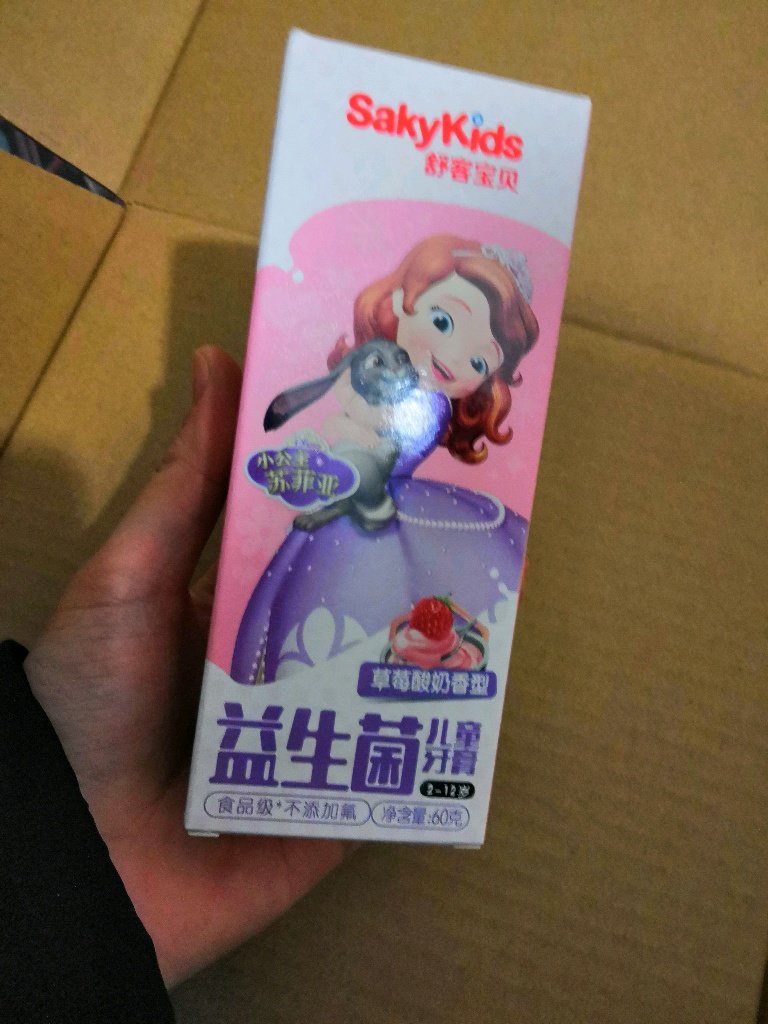 SakyKids
舒客宝贝
小公主·
苏菲亚
草莓酸奶香型
益生菌
儿童
牙膏
2-12岁
食品级*不添加氟
净含量:60克